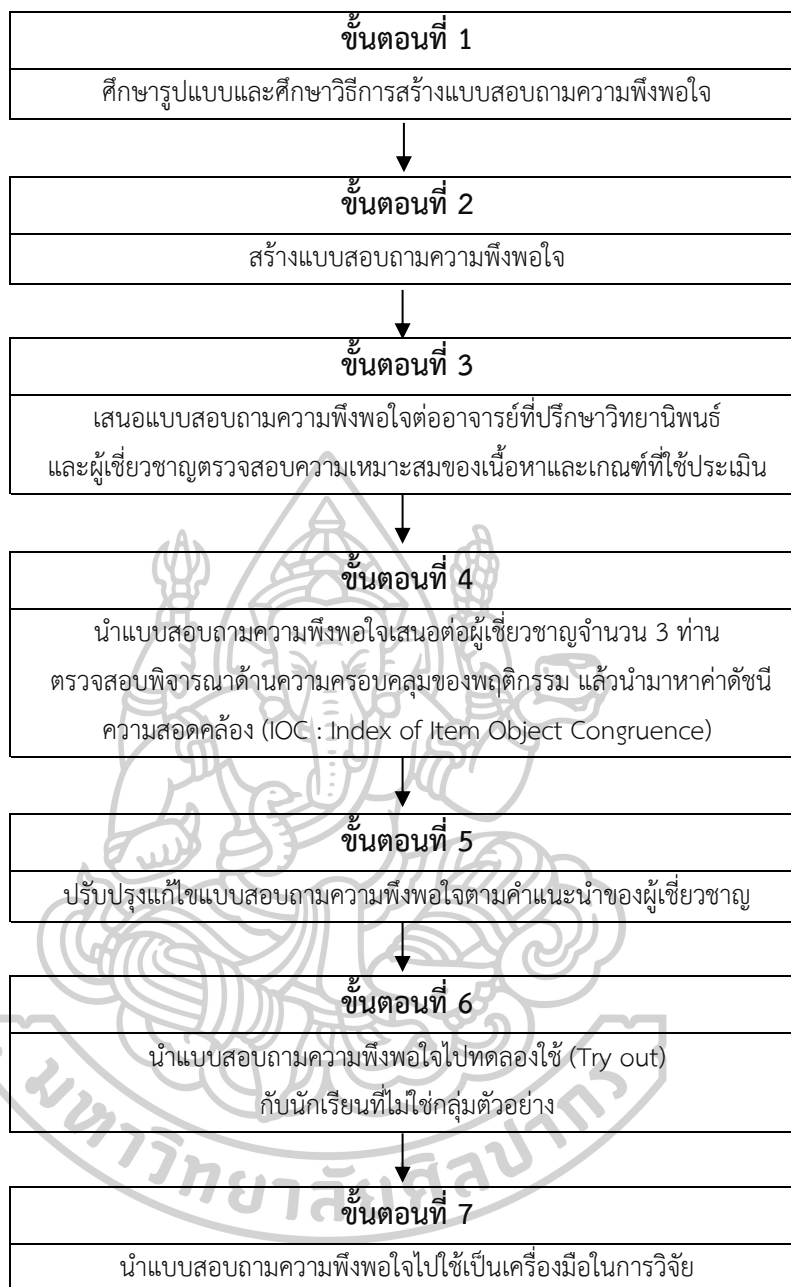 ขั้นตอนที่ 1
ศึกษารูปแบบและศึกษาวิธีการสร้างแบบสอบถามความพึงพอใจ
ขั้นตอนที่ 2
สร้างแบบสอบถามความพึงพอใจ
ขั้นตอนที่ 3
เสนอแบบสอบถามความพึงพอใจต่ออาจารย์ที่ปรึกษาวิทยานิพนธ์
และผู้เชี่ยวชาญตรวจสอบความเหมาะสมของเนื้อหาและเกณฑ์ที่ใช้ประเมิน
ขั้นตอนที่ 4
นำแบบสอบถามความพึงพอใจเสนอต่อผู้เชี่ยวชาญจำนวน 3 ท่าน
ตรวจสอบพิจารณาด้านความครอบคลุมของพฤติกรรม แล้วนำมาหาค่าดัชนี
ความสอดคล้อง (IOC : Index of Item Object Congruence)
ขั้นตอนที่ 5
ปรับปรุงแก้ไขแบบสอบถามความพึงพอใจตามคำแนะนำของผู้เชี่ยวชาญ
ขั้นตอนที่ 6
นำแบบสอบถามความพึงพอใจไปทดลองใช้ (Try out)
กับนักเรียนที่ไม่ใช่กลุ่มตัวอย่าง
มหาวิทยาลัยศิลปากร
ขั้นตอนที่ 7
นำแบบสอบถามความพึงพอใจไปใช้เป็นเครื่องมือในการวิจัย